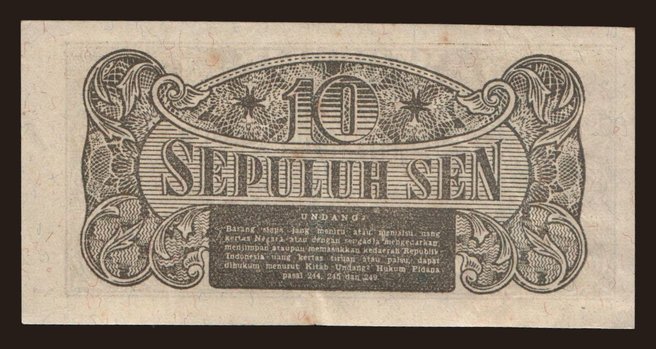 10
SEPULUH SEN
UNDANG²
Barang siapa jang meniru atau memalsu uang
kertas Negara atau dengan sengadja mengedarkan
menjimpan ataupun memasukkan kedaerah Republik
Indonesia uang kertas tiruan atau palsu, dapat
dihukum menurut Kitab Undang² Hukum Pidana
pasal 244, 245 dan 249.